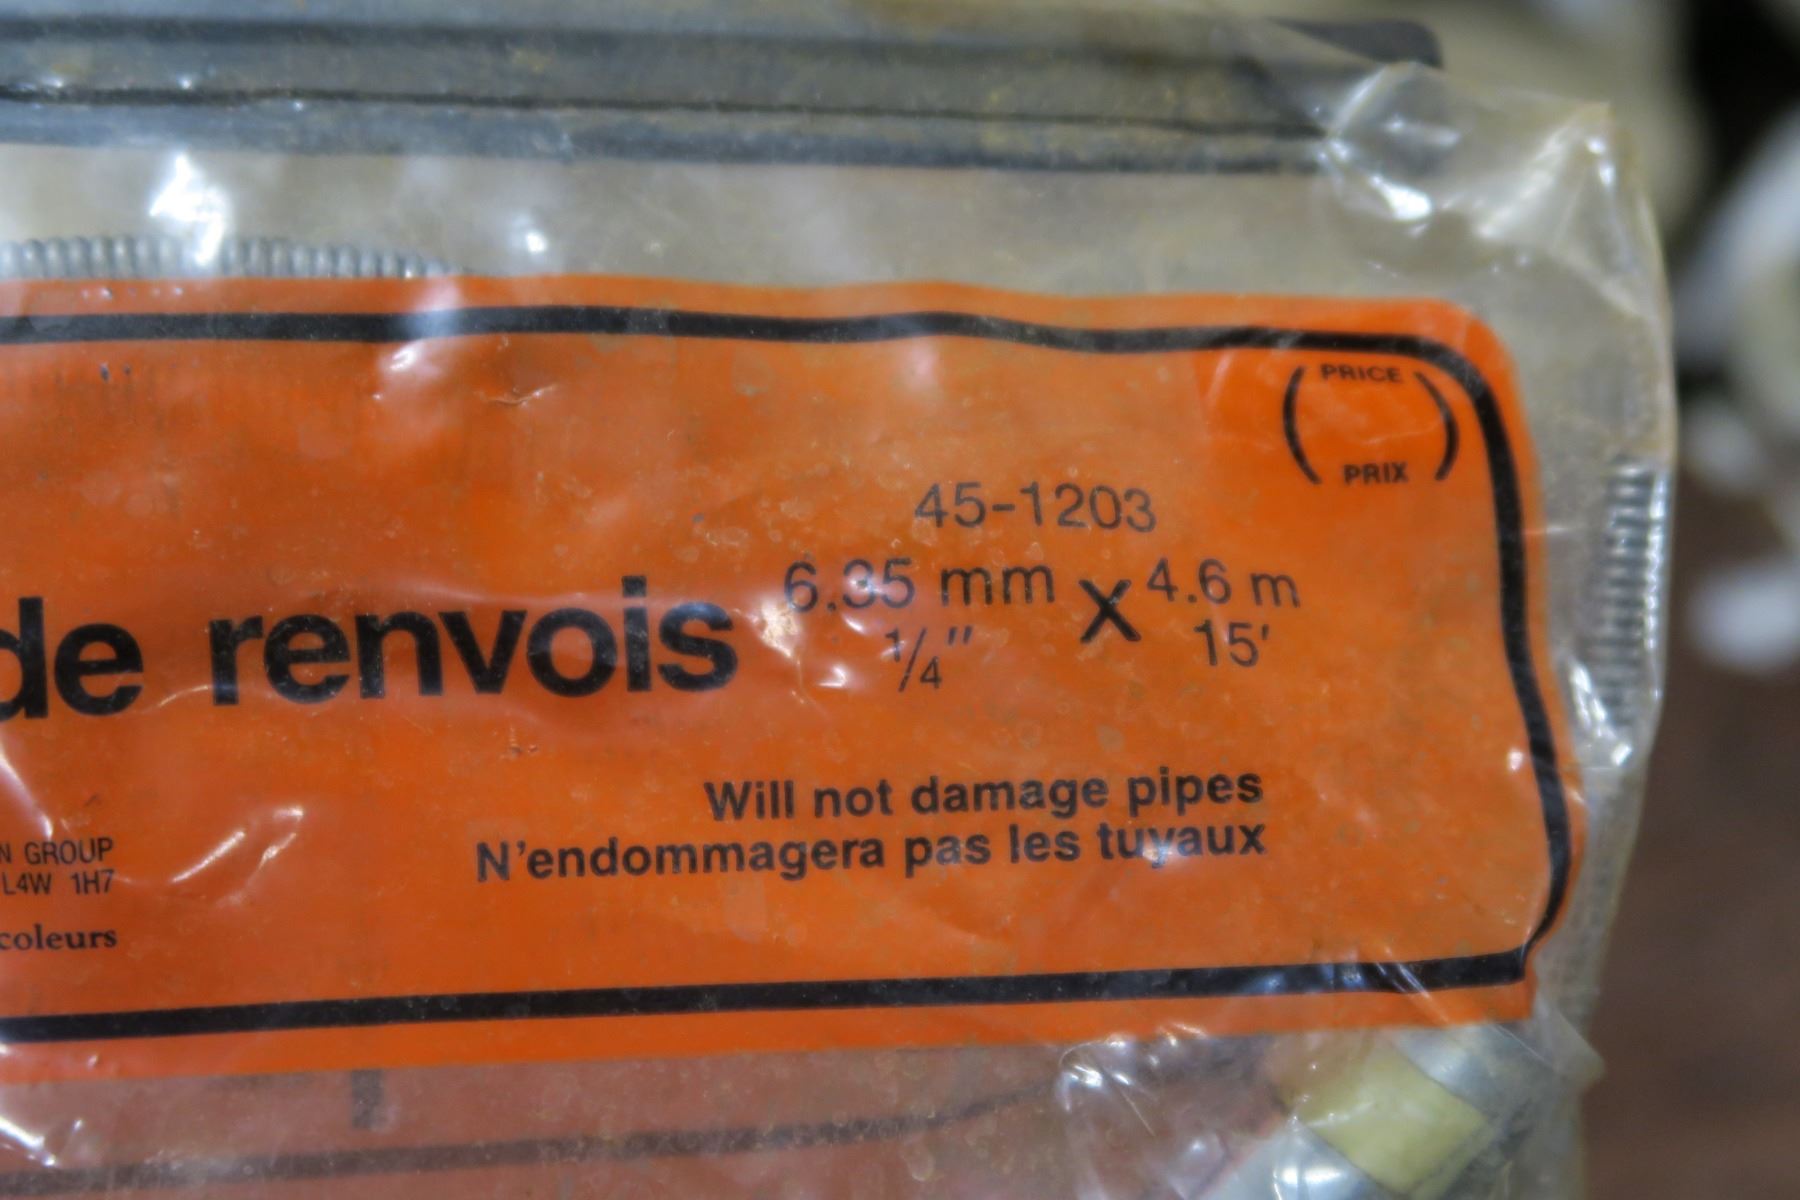 PRICE
PRIX
45-1203
6.35 mm X 4.6 m
1/4" 15'
de renvois
Will not damage pipes
N'endommagera pas les tuyaux
N GROUP
L4W 1H7
coleurs